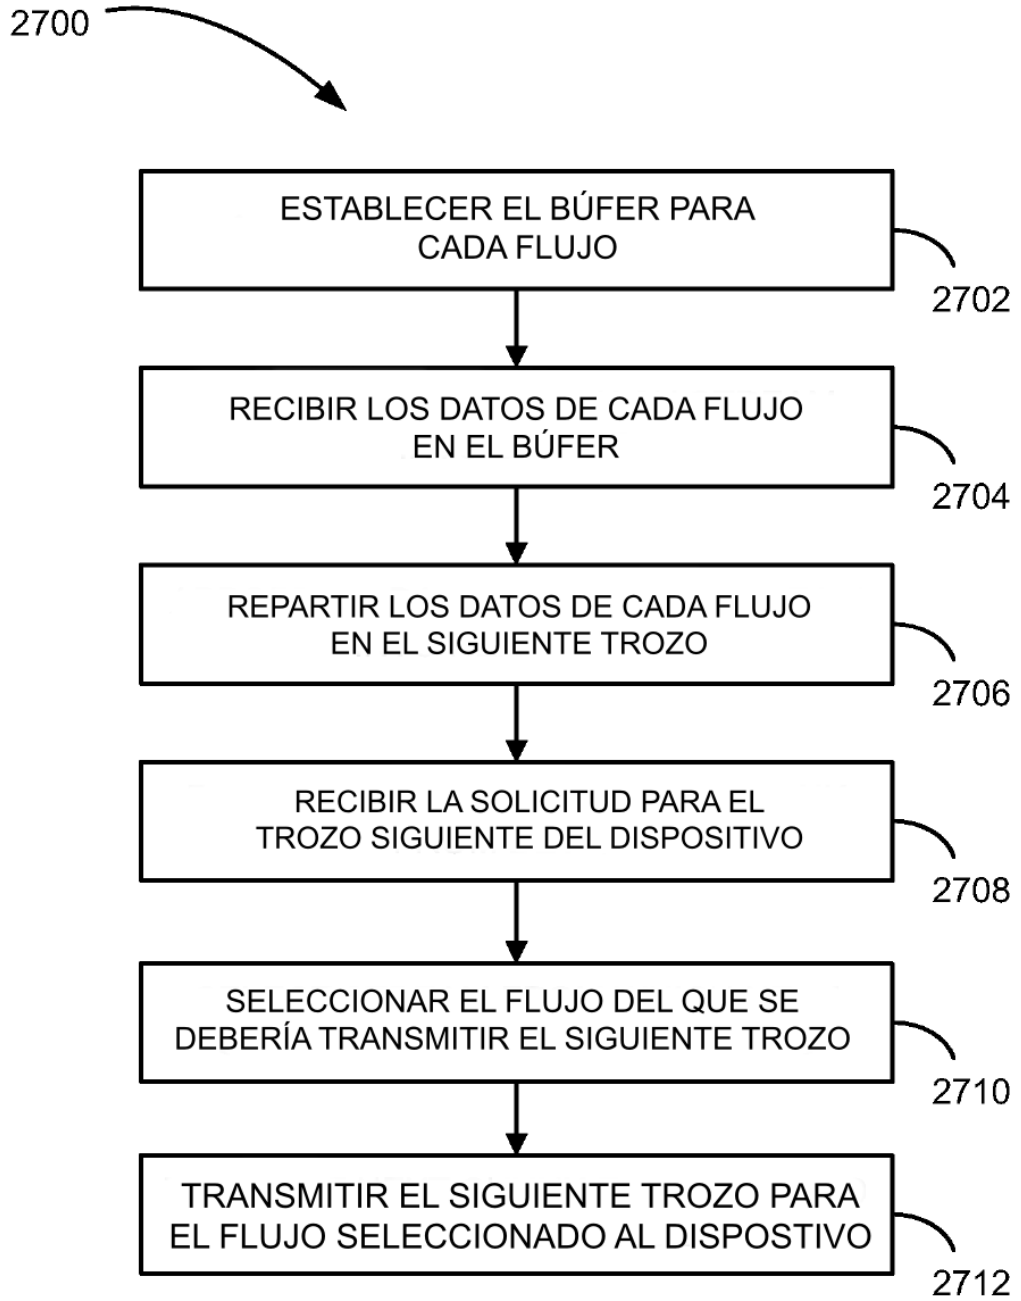 2700
ESTABLECER EL BÚFER PARA
CADA FLUJO
2702
RECIBIR LOS DATOS DE CADA FLUJO
EN EL BÚFER
2704
REPARTIR LOS DATOS DE CADA FLUJO
EN EL SIGUIENTE TROZO
2706
RECIBIR LA SOLICITUD PARA EL
TROZO SIGUIENTE DEL DISPOSITIVO
2708
SELECCIONAR EL FLUJO DEL QUE SE
DEBERÍA TRANSMITIR EL SIGUIENTE TROZO
2710
TRANSMITIR EL SIGUIENTE TROZO PARA
EL FLUJO SELECCIONADO AL DISPOSTIVO
2712